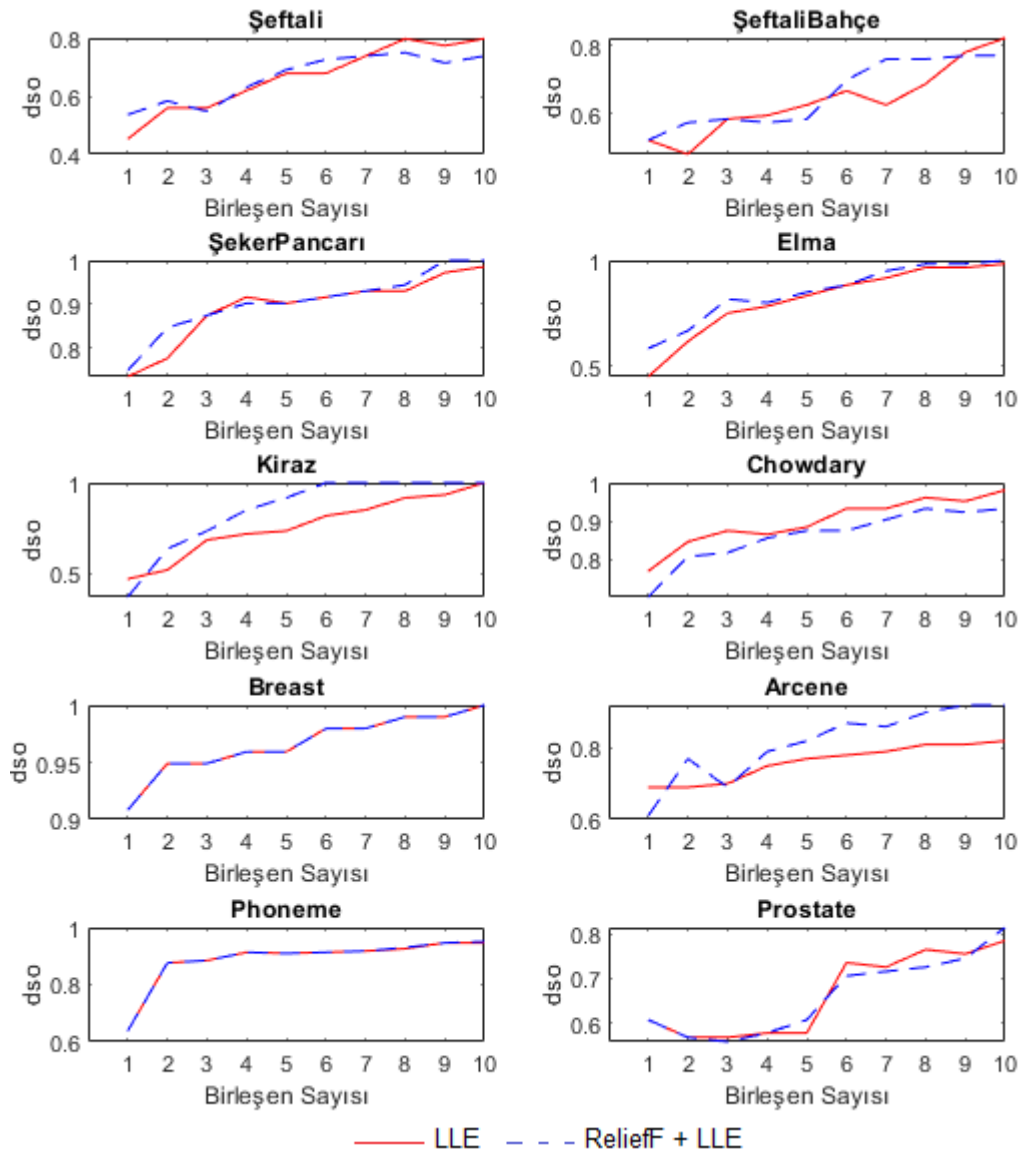 Şeftali
0.8
0.6
0.4
dso
1 2 3 4 5 6 7 8 9 10
Birleşen Sayısı
ŞeftaliBahçe
0.8
0.6
dso
1 2 3 4 5 6 7 8 9 10
Birleşen Sayısı
ŞekerPancarı
1
0.9
0.8
dso
1 2 3 4 5 6 7 8 9 10
Birleşen Sayısı
Elma
1
0.5
dso
1 2 3 4 5 6 7 8 9 10
Birleşen Sayısı
Kiraz
1
0.5
dso
1 2 3 4 5 6 7 8 9 10
Birleşen Sayısı
Chowdary
1
0.9
0.8
dso
1 2 3 4 5 6 7 8 9 10
Birleşen Sayısı
Breast
1
0.95
0.9
dso
1 2 3 4 5 6 7 8 9 10
Birleşen Sayısı
Arcene
0.8
0.6
dso
1 2 3 4 5 6 7 8 9 10
Birleşen Sayısı
Phoneme
1
0.8
0.6
dso
1 2 3 4 5 6 7 8 9 10
Birleşen Sayısı
Prostate
0.8
0.7
0.6
dso
1 2 3 4 5 6 7 8 9 10
Birleşen Sayısı
LLE ReliefF + LLE